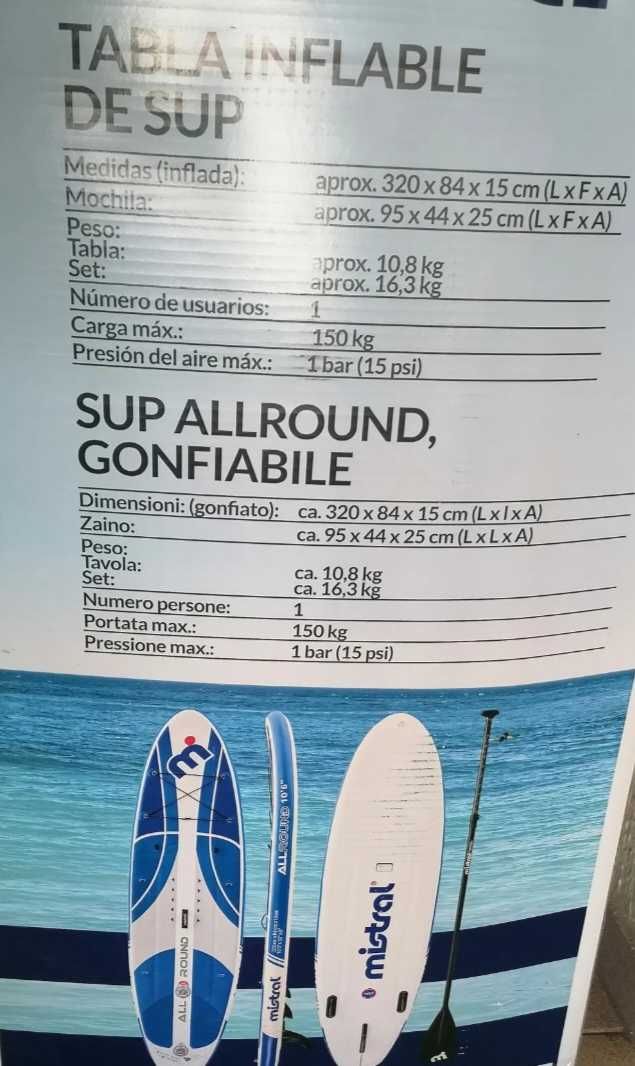 TABLA INFLABLE
DE SUP
Medidas (inflada): aprox. 320 x 84 x 15 cm (L x F x A)
Mochila: aprox. 95 x 44 x 25 cm (L x F x A)
Peso:
Tabla: aprox. 10,8 kg
Set: aprox. 16,3 kg
Número de usuarios: 1
Carga máx.: 150 kg
Presión del aire máx.: 1 bar (15 psi)
SUP ALLROUND,
GONFIABILE
Dimensioni: (gonfiato): ca. 320 x 84 x 15 cm (L x l x A)
Zaino: ca. 95 x 44 x 25 cm (L x L x A)
Peso:
Tavola: ca. 10,8 kg
Set: ca. 16,3 kg
Numero persone: 1
Portata max.: 150 kg
Pressione max.: 1 bar (15 psi)
ALL ROUND
ALLROUND 10'6"
mistral
mistral